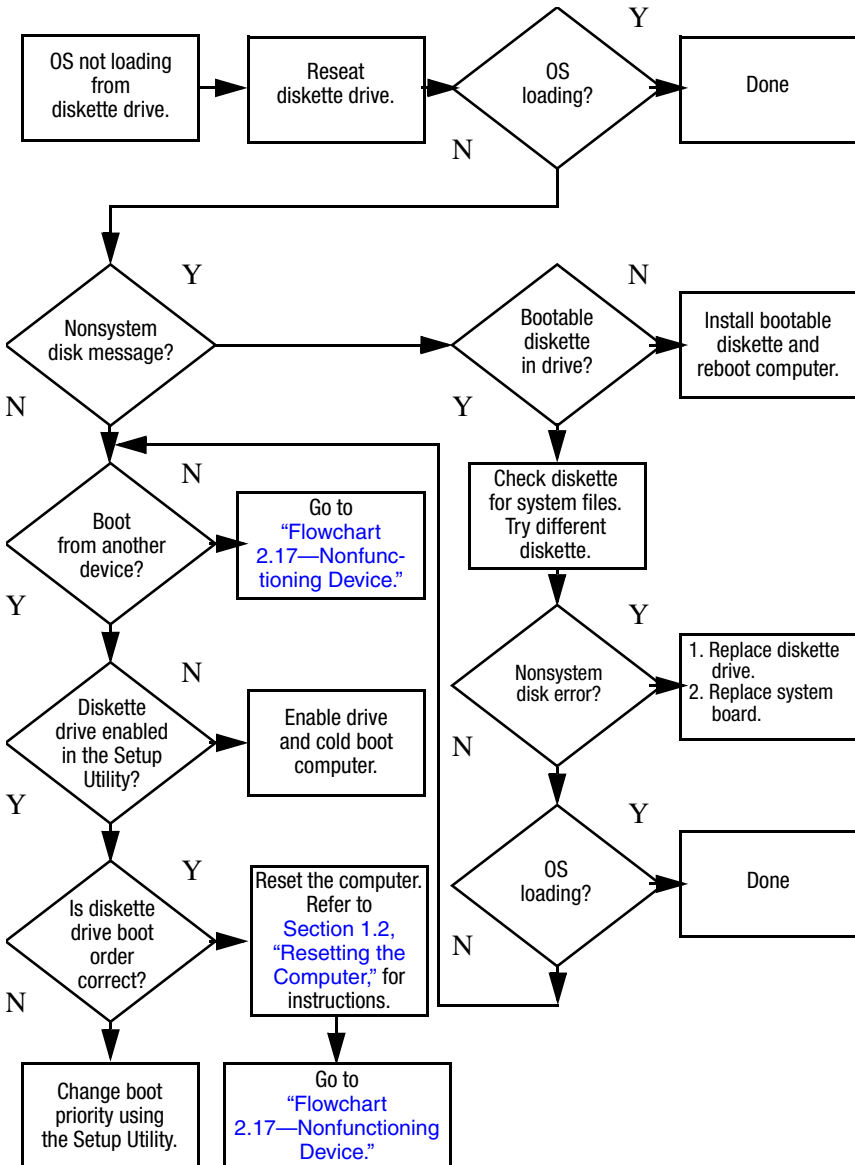 Y
OS not loading
from
diskette drive.
Reseat
diskette drive.
OS
loading?
Done
N
Y
Nonsystem
disk message?
N
Bootable
diskette
in drive?
Install bootable
diskette and
reboot computer.
N
Y
N
Boot
from another
device?
Go to
“Flowchart
2.17—Nonfunc-
tioning Device.”
Check diskette
for system files.
Try different
diskette.
Y
Y
N
Diskette
drive enabled
in the Setup
Utility?
Enable drive
and cold boot
computer.
Nonsystem
disk error?
1. Replace diskette
drive.
2. Replace system
board.
N
Y
Y
Y
Is diskette
drive boot
order
correct?
Reset the computer.
Refer to
Section 1.2,
“Resetting the
Computer,” for
instructions.
OS
loading?
Done
N
N
Change boot
priority using
the Setup Utility.
Go to
“Flowchart
2.17—Nonfunctioning
Device.”